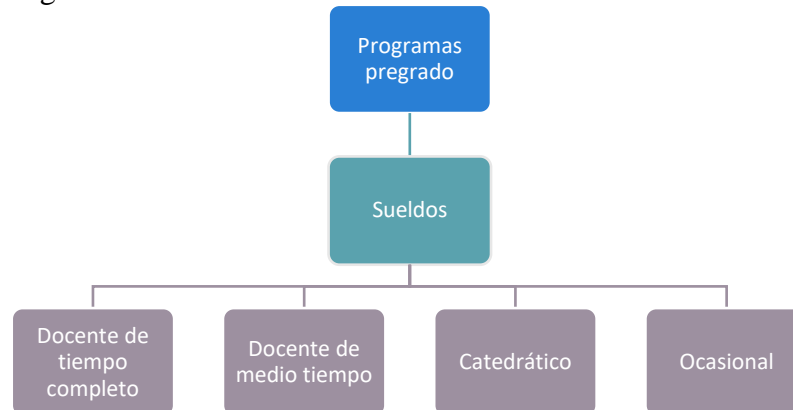 Programas
pregrado
Sueldos
Docente de
tiempo
completo
Docente de
medio tiempo
Catedrático
Ocasional